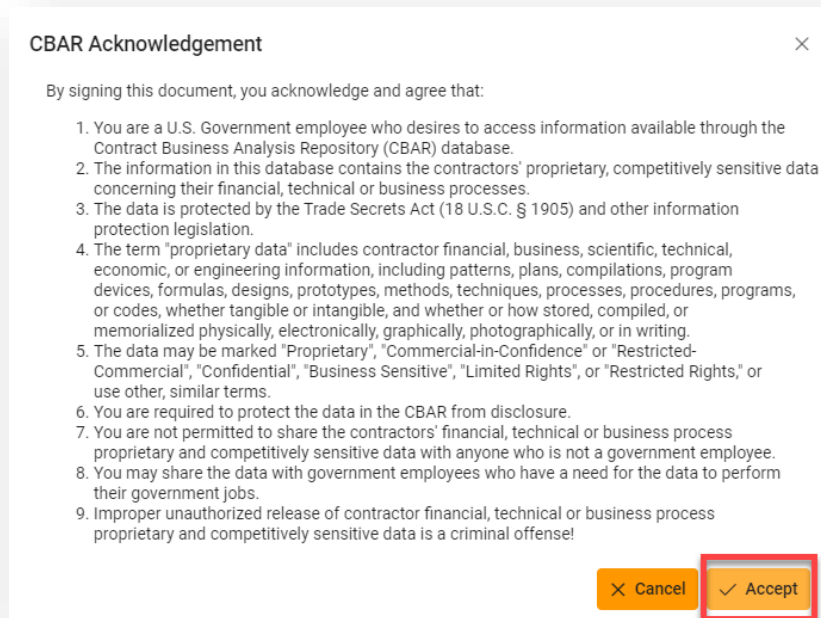 CBAR Acknowledgement
By signing this document, you acknowledge and agree that:
1. You are a U.S. Government employee who desires to access information available through the
Contract Business Analysis Repository (CBAR) database.
2. The information in this database contains the contractors' proprietary, competitively sensitive data
concerning their financial, technical or business processes.
3. The data is protected by the Trade Secrets Act (18 U.S.C. § 1905) and other information
protection legislation.
4. The term "proprietary data" includes contractor financial, business, scientific, technical,
economic, or engineering information, including patterns, plans, compilations, program
devices, formulas, designs, prototypes, methods, techniques, processes, procedures, programs,
or codes, whether tangible or intangible, and whether or how stored, compiled, or
memorialized physically, electronically, graphically, photographically, or in writing.
5. The data may be marked "Proprietary", "Commercial-in-Confidence" or "Restricted-
Commercial", "Confidential", "Business Sensitive", "Limited Rights", or "Restricted Rights," or
use other, similar terms.
6. You are required to protect the data in the CBAR from disclosure.
7. You are not permitted to share the contractors' financial, technical or business process
proprietary and competitively sensitive data with anyone who is not a government employee.
8. You may share the data with government employees who have a need for the data to perform
their government jobs.
9. Improper unauthorized release of contractor financial, technical or business process
proprietary and competitively sensitive data is a criminal offense!
Cancel Accept